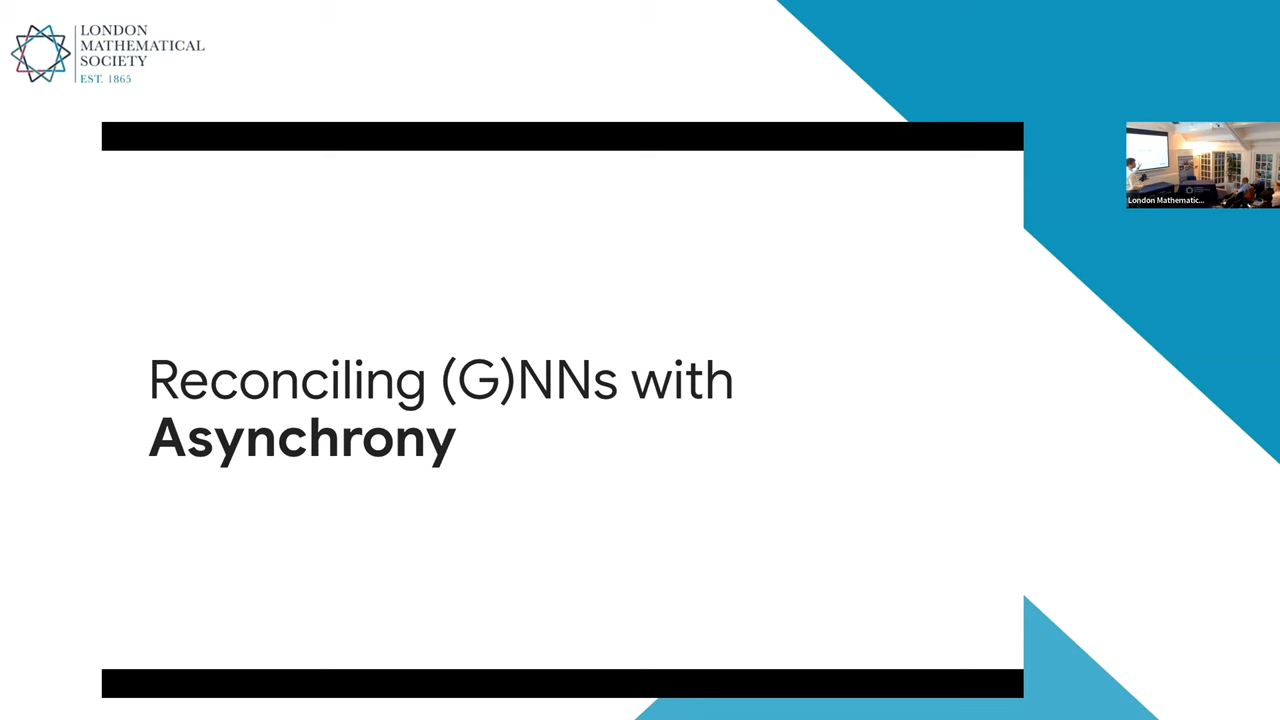 LONDON
MATHEMATICAL
SOCIETY
EST. 1865
London Mathematic...
Reconciling (G)NNs with
Asynchrony